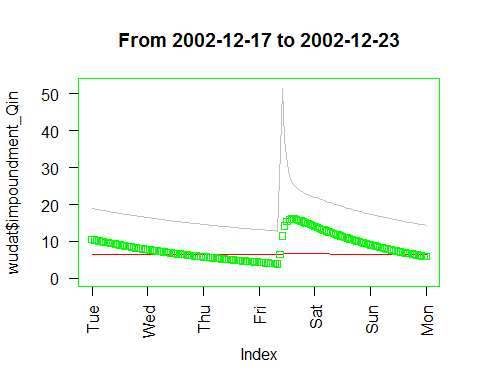 From 2002-12-17 to 2002-12-23
wudat$impoundment_Qin
50
40
30
20
10
0
Tue
Wed
Thu
Fri
Sat
Sun
Mon
Index